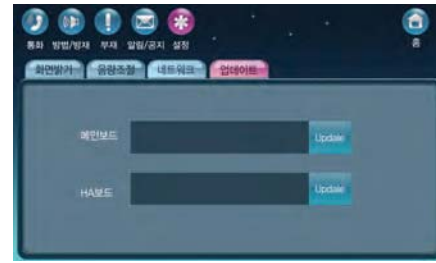 통화 방범/방재 부재 알림/공지 설정 홈
화면밝기 음량조절 네트워크 업데이트
메인보드 Update
HA보드 Update